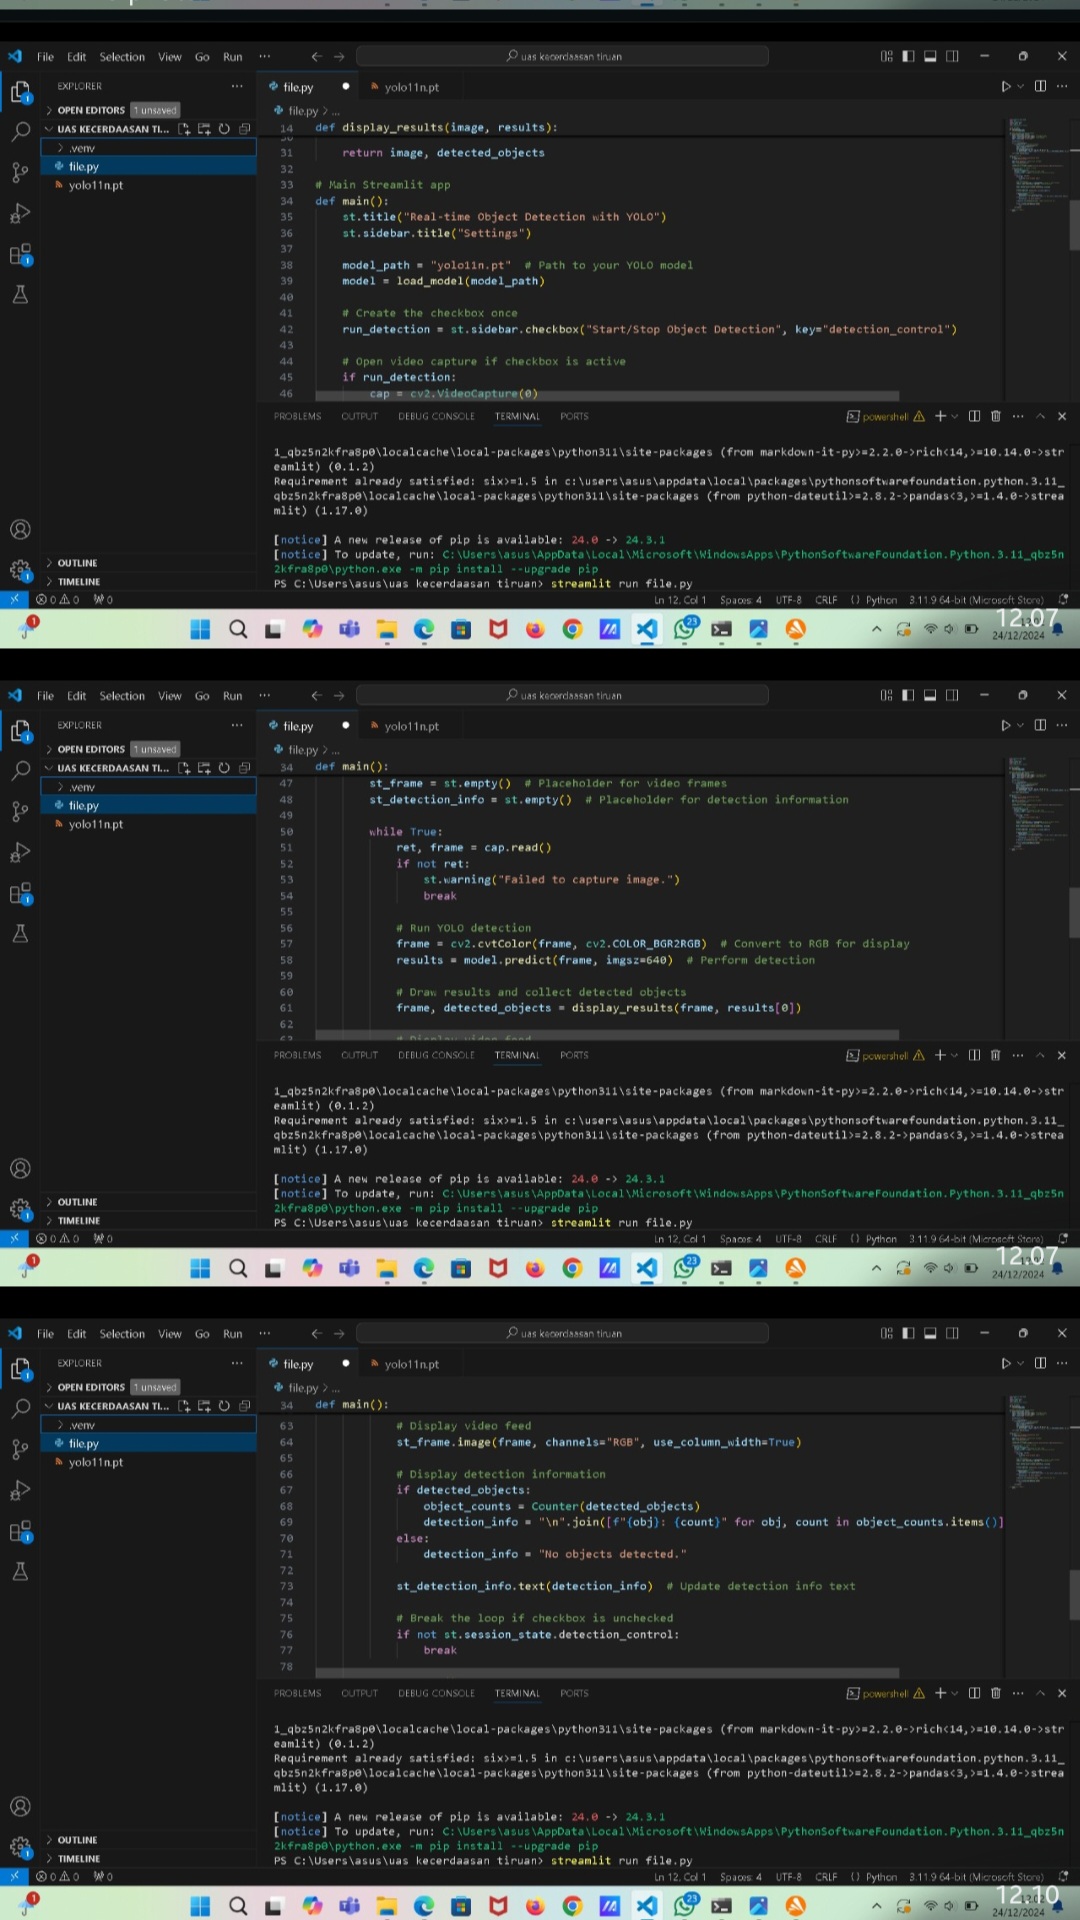 File Edit Selection View Go Run ··· uas kecerdaasan tiruan
EXPLORER ··· file.py yolo11n.pt
OPEN EDITORS 1 unsaved file.py > ...
UAS KECERDAASAN TI... 14 def display_results(image, results):
.venv
31 return image, detected_objects
file.py 32
yolo11n.pt 33 # Main Streamlit app
34 def main():
35 st.title("Real-time Object Detection with YOLO")
36 st.sidebar.title("Settings")
37
38 model_path = "yolo11n.pt" # Path to your YOLO model
39 model = load_model(model_path)
40
41 # Create the checkbox once
42 run_detection = st.sidebar.checkbox("Start/Stop Object Detection", key="detection_control")
43
44 # Open video capture if checkbox is active
45 if run_detection:
46 cap = cv2.VideoCapture(0)
PROBLEMS OUTPUT DEBUG CONSOLE TERMINAL PORTS powershell
1_qbz5n2kfra8p0\localcache\local-packages\python311\site-packages (from markdown-it-py>=2.2.0->rich<14,>=10.14.0->str
eamlit) (0.1.2)
Requirement already satisfied: six>=1.5 in c:\users\asus\appdata\local\packages\pythonsoftwarefoundation.python.3.11_
qbz5n2kfra8p0\localcache\local-packages\python311\site-packages (from python-dateutil>=2.8.2->pandas<3,>=1.4.0->strea
mlit) (1.17.0)
[notice] A new release of pip is available: 24.0 -> 24.3.1
[notice] To update, run: C:\Users\asus\AppData\Local\Microsoft\WindowsApps\PythonSoftwareFoundation.Python.3.11_qbz5n
OUTLINE 2kfra8p0\python.exe -m pip install --upgrade pip
TIMELINE PS C:\Users\asus\uas kecerdaasan tiruan> streamlit run file.py
0 0 0 Ln 12, Col 1 Spaces: 4 UTF-8 CRLF {} Python 3.11.9 64-bit (Microsoft Store)
1 23 12.07
24/12/2024
File Edit Selection View Go Run ··· uas kecerdaasan tiruan
EXPLORER ··· file.py yolo11n.pt
OPEN EDITORS 1 unsaved file.py > ...
UAS KECERDAASAN TI... 34 def main():
.venv 47 st_frame = st.empty() # Placeholder for video frames
file.py 48 st_detection_info = st.empty() # Placeholder for detection information
yolo11n.pt 49
50 while True:
51 ret, frame = cap.read()
52 if not ret:
53 st.warning("Failed to capture image.")
54 break
55
56 # Run YOLO detection
57 frame = cv2.cvtColor(frame, cv2.COLOR_BGR2RGB) # Convert to RGB for display
58 results = model.predict(frame, imgsz=640) # Perform detection
59
60 # Draw results and collect detected objects
61 frame, detected_objects = display_results(frame, results[0])
62
63 # Display video feed
PROBLEMS OUTPUT DEBUG CONSOLE TERMINAL PORTS powershell
1_qbz5n2kfra8p0\localcache\local-packages\python311\site-packages (from markdown-it-py>=2.2.0->rich<14,>=10.14.0->str
eamlit) (0.1.2)
Requirement already satisfied: six>=1.5 in c:\users\asus\appdata\local\packages\pythonsoftwarefoundation.python.3.11_
qbz5n2kfra8p0\localcache\local-packages\python311\site-packages (from python-dateutil>=2.8.2->pandas<3,>=1.4.0->strea
mlit) (1.17.0)
[notice] A new release of pip is available: 24.0 -> 24.3.1
[notice] To update, run: C:\Users\asus\AppData\Local\Microsoft\WindowsApps\PythonSoftwareFoundation.Python.3.11_qbz5n
OUTLINE 2kfra8p0\python.exe -m pip install --upgrade pip
TIMELINE PS C:\Users\asus\uas kecerdaasan tiruan> streamlit run file.py
0 0 0 Ln 12, Col 1 Spaces: 4 UTF-8 CRLF {} Python 3.11.9 64-bit (Microsoft Store)
1 23 12.07
24/12/2024
File Edit Selection View Go Run ··· uas kecerdaasan tiruan
EXPLORER ··· file.py yolo11n.pt
OPEN EDITORS 1 unsaved file.py > ...
UAS KECERDAASAN TI... 34 def main():
.venv 63 # Display video feed
file.py 64 st_frame.image(frame, channels="RGB", use_column_width=True)
yolo11n.pt 65
66 # Display detection information
67 if detected_objects:
68 object_counts = Counter(detected_objects)
69 detection_info = "\n".join([f"{obj}: {count}" for obj, count in object_counts.items()]
70 else:
71 detection_info = "No objects detected."
72
73 st_detection_info.text(detection_info) # Update detection info text
74
75 # Break the loop if checkbox is unchecked
76 if not st.session_state.detection_control:
77 break
78
PROBLEMS OUTPUT DEBUG CONSOLE TERMINAL PORTS powershell
1_qbz5n2kfra8p0\localcache\local-packages\python311\site-packages (from markdown-it-py>=2.2.0->rich<14,>=10.14.0->str
eamlit) (0.1.2)
Requirement already satisfied: six>=1.5 in c:\users\asus\appdata\local\packages\pythonsoftwarefoundation.python.3.11_
qbz5n2kfra8p0\localcache\local-packages\python311\site-packages (from python-dateutil>=2.8.2->pandas<3,>=1.4.0->strea
mlit) (1.17.0)
[notice] A new release of pip is available: 24.0 -> 24.3.1
[notice] To update, run: C:\Users\asus\AppData\Local\Microsoft\WindowsApps\PythonSoftwareFoundation.Python.3.11_qbz5n
OUTLINE 2kfra8p0\python.exe -m pip install --upgrade pip
TIMELINE PS C:\Users\asus\uas kecerdaasan tiruan> streamlit run file.py
0 0 0 Ln 12, Col 1 Spaces: 4 UTF-8 CRLF {} Python 3.11.9 64-bit (Microsoft Store)
1 23 12.10
24/12/2024